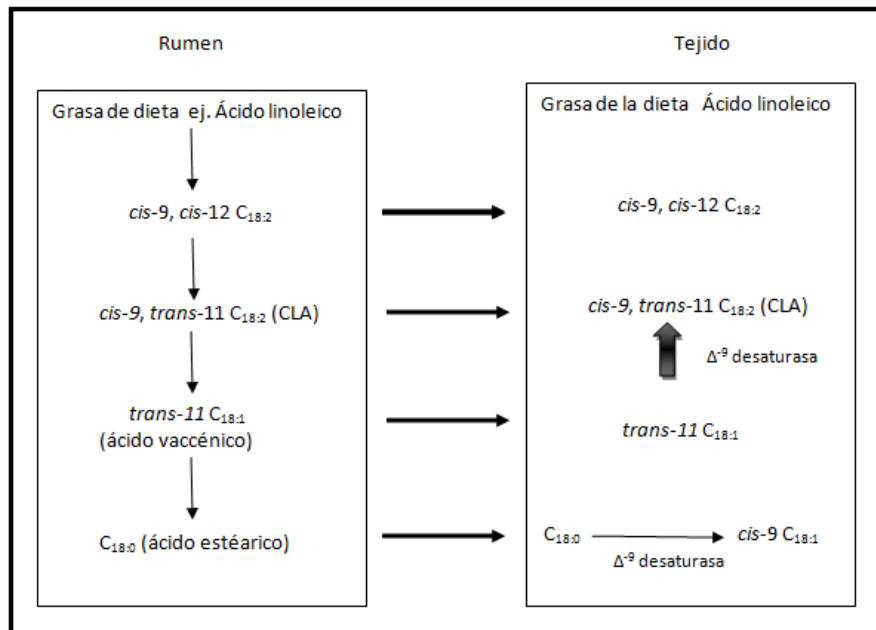 Rumen
Grasa de dieta ej. Ácido linoleico
cis-9, cis-12 C18:2
cis-9, trans-11 C18:2 (CLA)
trans-11 C18:1
(ácido vaccénico)
C18:0 (ácido estéarico)
Tejido
Grasa de la dieta Ácido linoleico
cis-9, cis-12 C18:2
cis-9, trans-11 C18:2 (CLA)
Δ-9 desaturasa
trans-11 C18:1
C18:0 cis-9 C18:1
Δ-9 desaturasa